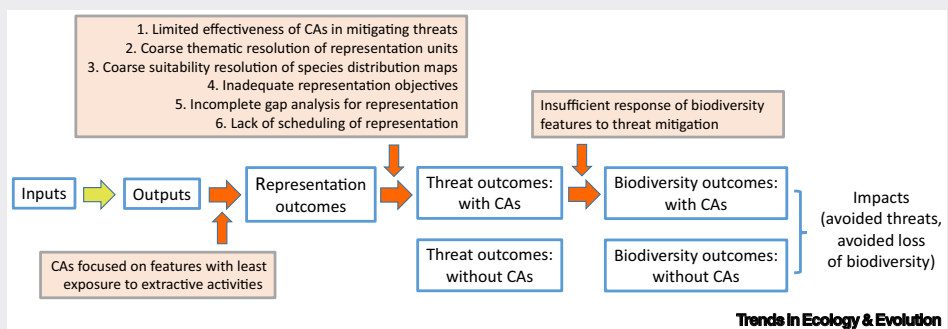 1. Limited effectiveness of CAs in mitigating threats
2. Coarse thematic resolution of representation units
3. Coarse suitability resolution of species distribution maps
4. Inadequate representation objectives
5. Incomplete gap analysis for representation
6. Lack of scheduling of representation
Insufficient response of biodiversity
features to threat mitigation
Inputs
Outputs
Representation
outcomes
Threat outcomes:
with CAs
Biodiversity outcomes:
with CAs
Impacts
(avoided threats,
avoided loss
of biodiversity)
CAs focused on features with least
exposure to extractive activities
Threat outcomes:
without CAs
Biodiversity outcomes:
without CAs
Trends in Ecology & Evolution